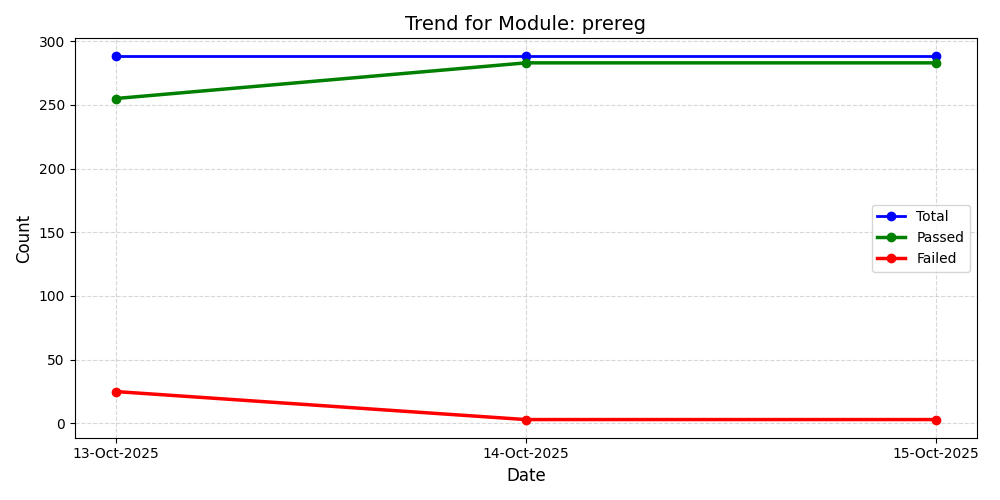 Trend for Module: prereg
300
250
200
150
100
50
0
Count
Total
Passed
Failed
13-Oct-2025
14-Oct-2025
15-Oct-2025
Date